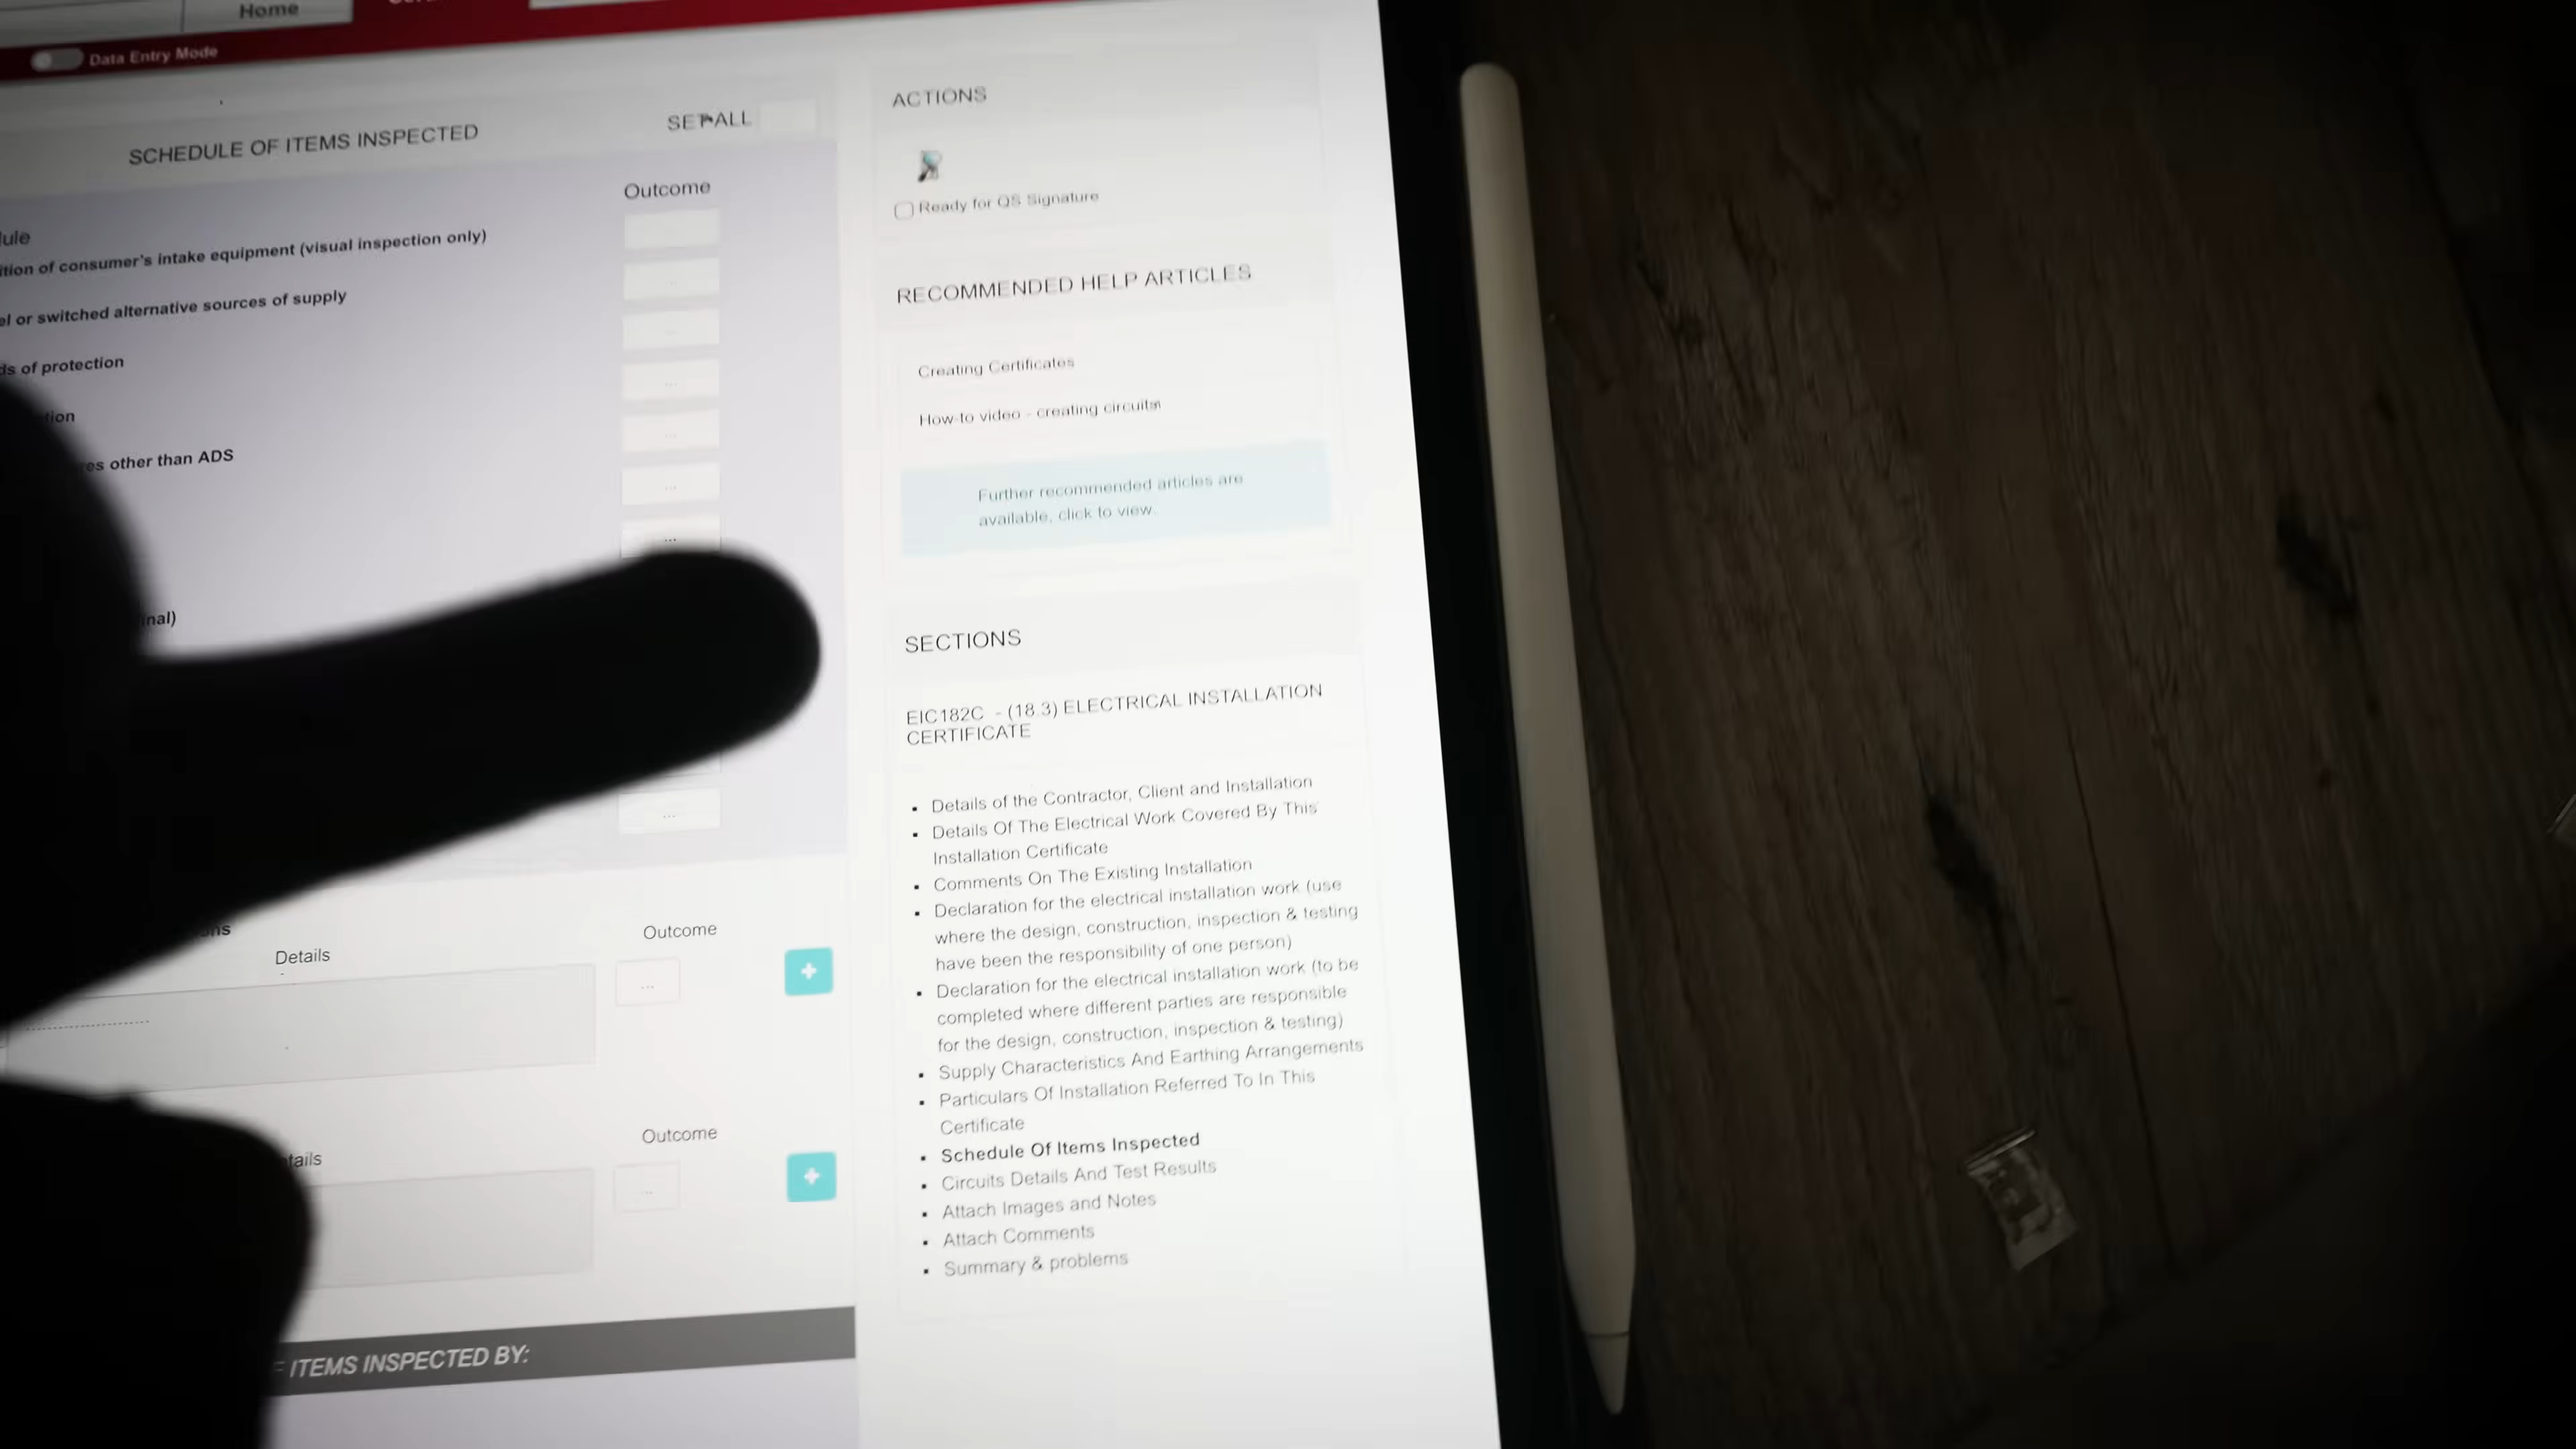 Home
Data Entry Mode
SCHEDULE OF ITEMS INSPECTED
SET ALL
Outcome
of consumer's intake equipment (visual inspection only)
or switched alternative sources of supply
of protection
other than ADS
Details
Outcome
...
Outcome
...
ITEMS INSPECTED BY:
ACTIONS
Ready for QS Signature
RECOMMENDED HELP ARTICLES
Creating Certificates
How-to video - creating circuits
Further recommended articles are
available, click to view.
SECTIONS
EIC182C - (18.3) ELECTRICAL INSTALLATION
CERTIFICATE
Details of the Contractor, Client and Installation
Details Of The Electrical Work Covered By This
Installation Certificate
Comments On The Existing Installation
Declaration for the electrical installation work (use
where the design, construction, inspection & testing
have been the responsibility of one person)
Declaration for the electrical installation work (to be
completed where different parties are responsible
for the design, construction, inspection & testing)
Supply Characteristics And Earthing Arrangements
Particulars Of Installation Referred To In This
Certificate
Schedule Of Items Inspected
Circuits Details And Test Results
Attach Images and Notes
Attach Comments
Summary & problems